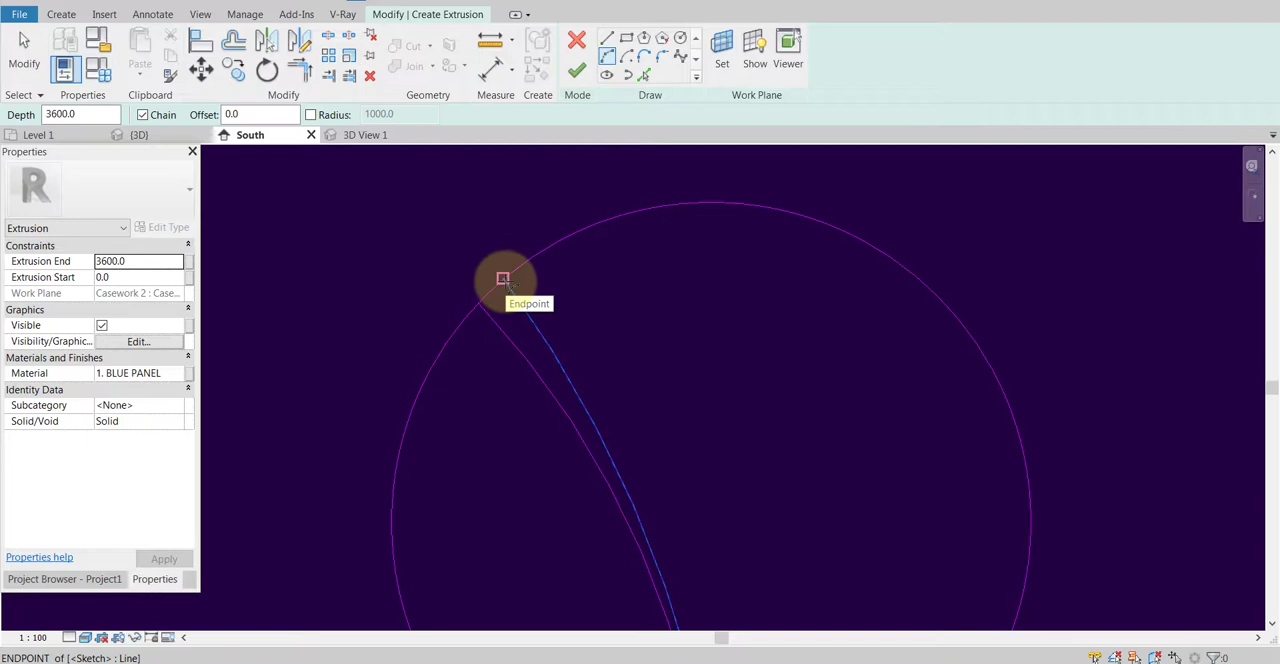 File Create Insert Annotate View Manage Add-Ins V-Ray Modify | Create Extrusion
Modify Paste Cut Join Set Show Viewer
Select Properties Clipboard Modify Geometry Measure Create Mode Draw Work Plane
Depth 3600.0 Chain Offset: 0.0 Radius: 1000.0
Level 1 {3D} South 3D View 1
Properties
R
Extrusion Edit Type
Constraints
Extrusion End 3600.0
Extrusion Start 0.0
Work Plane Casework 2 : Case...
Graphics
Visible
Visibility/Graphic... Edit...
Materials and Finishes
Material 1. BLUE PANEL
Identity Data
Subcategory <None>
Solid/Void Solid
Endpoint
Properties help Apply
Project Browser - Project1 Properties
1 : 100
ENDPOINT of [<Sketch> : Line] :0